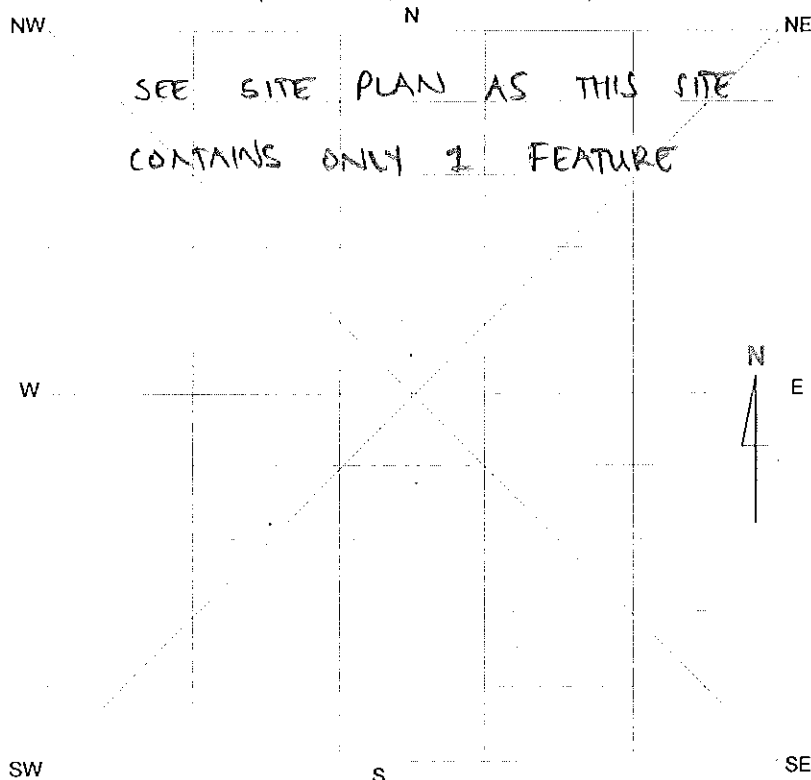 N
NW NE
SEE SITE PLAN AS THIS SITE
CONTAINS ONLY 1 FEATURE
N
W E
SW S SE